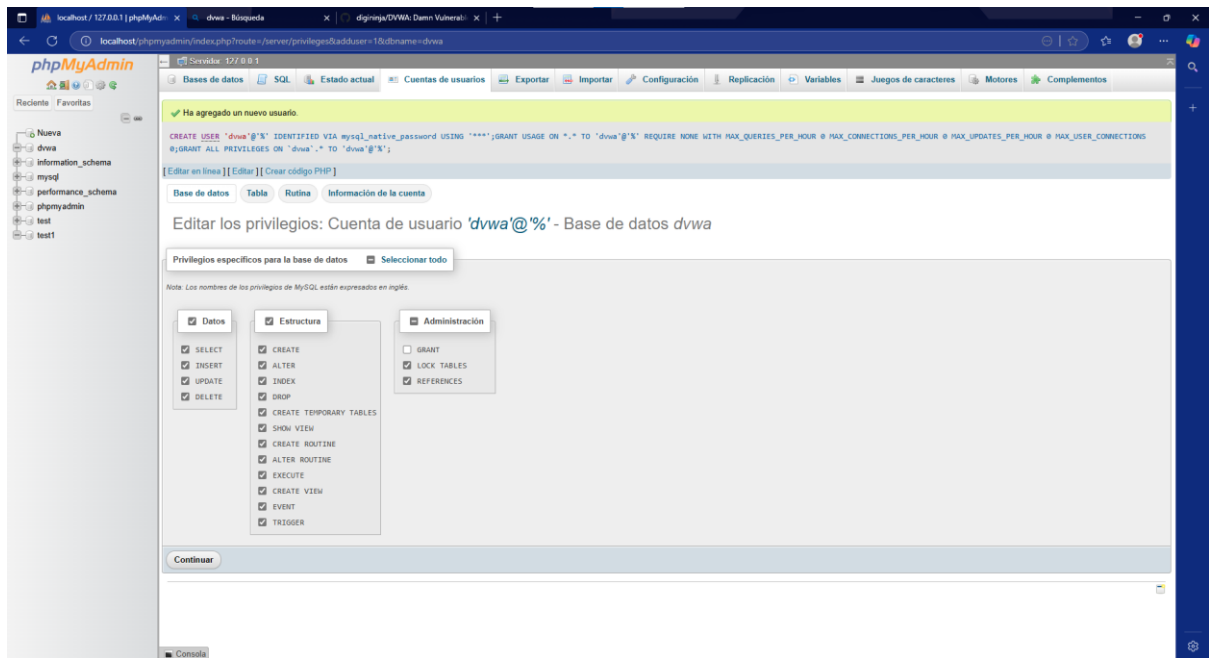 localhost / 127.0.0.1 | phpMyAdm
dvwa - Búsqueda
digininja/DVWA: Damn Vulnerabl
localhost/phpmyadmin/index.php?route=/server/privileges&adduser=1&dbname=dvwa
phpMyAdmin
Reciente Favoritas
Nueva
dvwa
information_schema
mysql
performance_schema
phpmyadmin
test
test1
Servidor: 127.0.0.1
Bases de datos SQL Estado actual Cuentas de usuarios Exportar Importar Configuración Replicación Variables Juegos de caracteres Motores Complementos
Ha agregado un nuevo usuario.
CREATE USER 'dvwa'@'%' IDENTIFIED VIA mysql_native_password USING '***';GRANT USAGE ON *.* TO 'dvwa'@'%' REQUIRE NONE WITH MAX_QUERIES_PER_HOUR 0 MAX_CONNECTIONS_PER_HOUR 0 MAX_UPDATES_PER_HOUR 0 MAX_USER_CONNECTIONS
0;GRANT ALL PRIVILEGES ON `dvwa`.* TO 'dvwa'@'%';
[ Editar en línea ] [ Editar ] [ Crear código PHP ]
Base de datos Tabla Rutina Información de la cuenta
Editar los privilegios: Cuenta de usuario 'dvwa'@'%' - Base de datos dvwa
Privilegios específicos para la base de datos Seleccionar todo
Nota: Los nombres de los privilegios de MySQL están expresados en inglés.
Datos
SELECT
INSERT
UPDATE
DELETE
Estructura
CREATE
ALTER
INDEX
DROP
CREATE TEMPORARY TABLES
SHOW VIEW
CREATE ROUTINE
ALTER ROUTINE
EXECUTE
CREATE VIEW
EVENT
TRIGGER
Administración
GRANT
LOCK TABLES
REFERENCES
Continuar
Consola